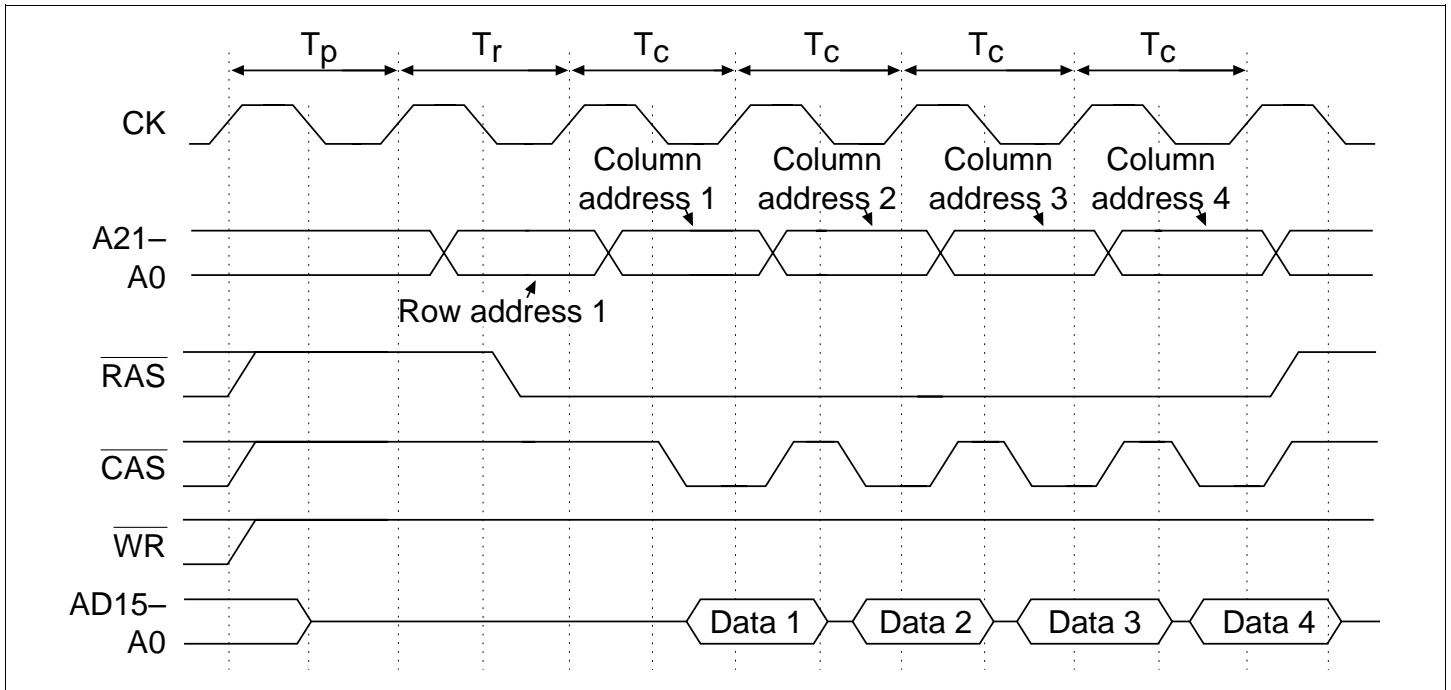 Tp Tr Tc Tc Tc Tc
CK
Column address 1
Column address 2
Column address 3
Column address 4
A21–
A0
Row address 1
RAS
CAS
WR
AD15–
A0
Data 1 Data 2 Data 3 Data 4